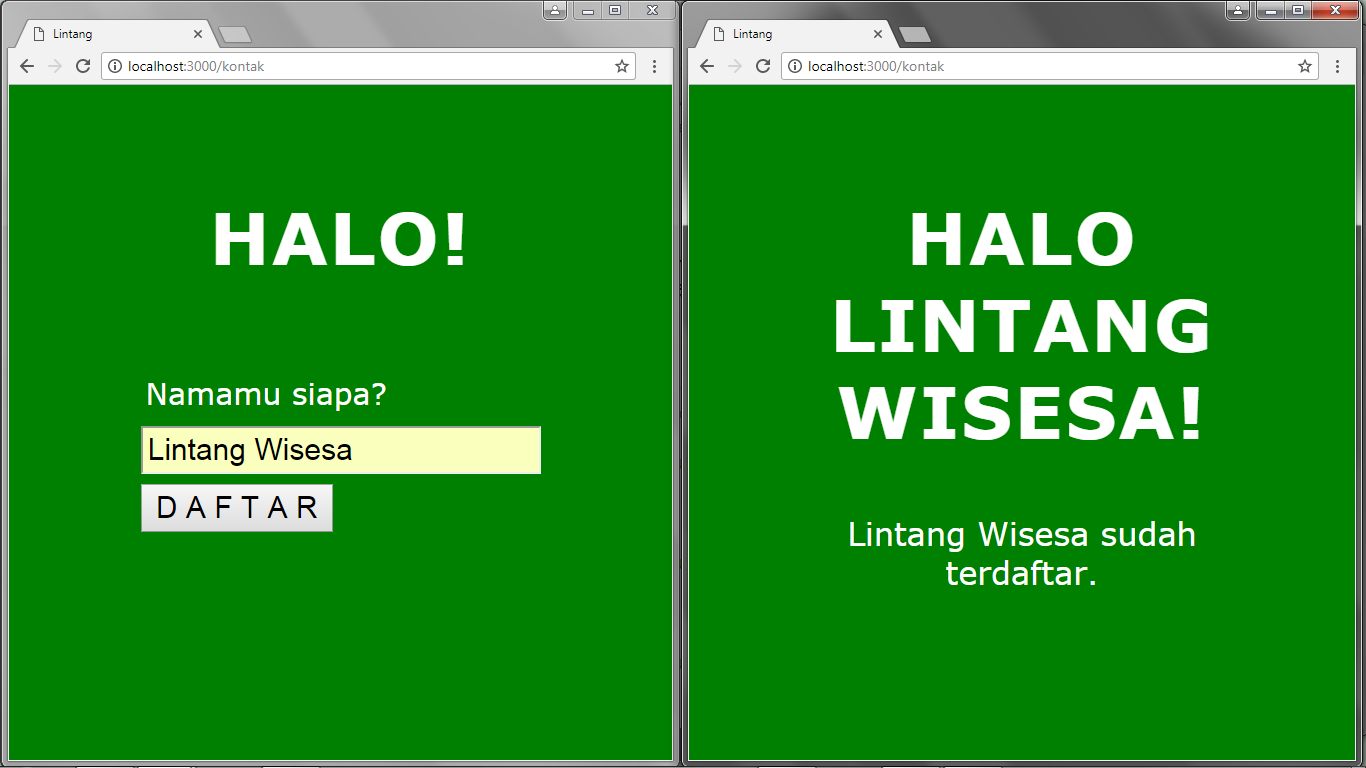 Lintang
localhost:3000/kontak
HALO!
Namamu siapa?
Lintang Wisesa
D A F T A R
Lintang
localhost:3000/kontak
HALO
LINTANG
WISESA!
Lintang Wisesa sudah
terdaftar.